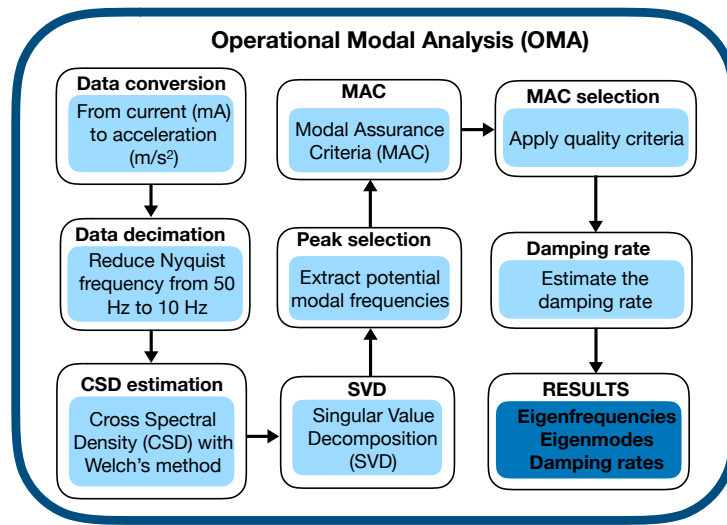 Operational Modal Analysis (OMA)
Data conversion
From current (mA)
to acceleration
(m/s²)
Data decimation
Reduce Nyquist
frequency from 50
Hz to 10 Hz
CSD estimation
Cross Spectral
Density (CSD) with
Welch's method
SVD
Singular Value
Decomposition
(SVD)
Peak selection
Extract potential
modal frequencies
MAC
Modal Assurance
Criteria (MAC)
MAC selection
Apply quality criteria
Damping rate
Estimate the
damping rate
RESULTS
Eigenfrequencies
Eigenmodes
Damping rates